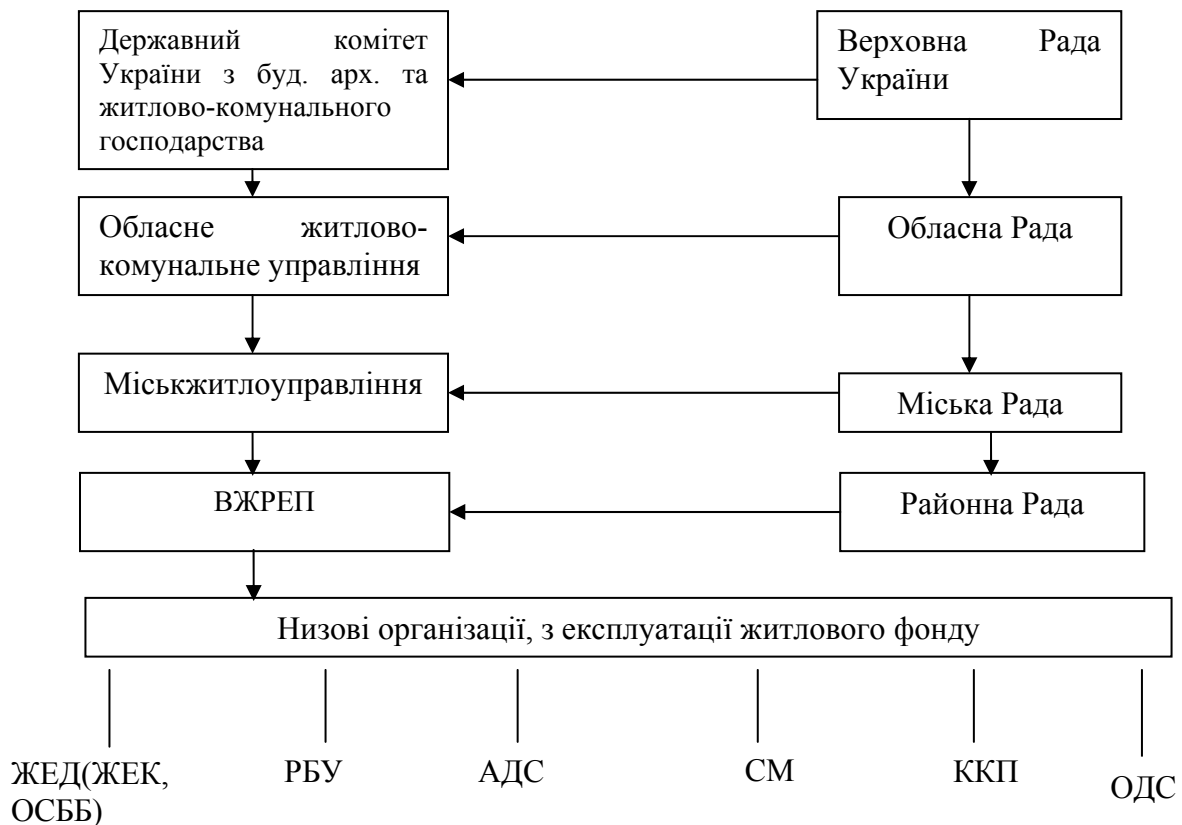 Державний комітет
України з буд. арх. та
житлово-комунального
господарства
Верховна Рада
України
Обласне житлово-
комунальне управління
Обласна Рада
Міськжитлоуправління
Міська Рада
ВЖРЕП
Районна Рада
Низові організації, з експлуатації житлового фонду
ЖЕД(ЖЕК,
ОСББ)
РБУ
АДС
СМ
ККП
ОДС